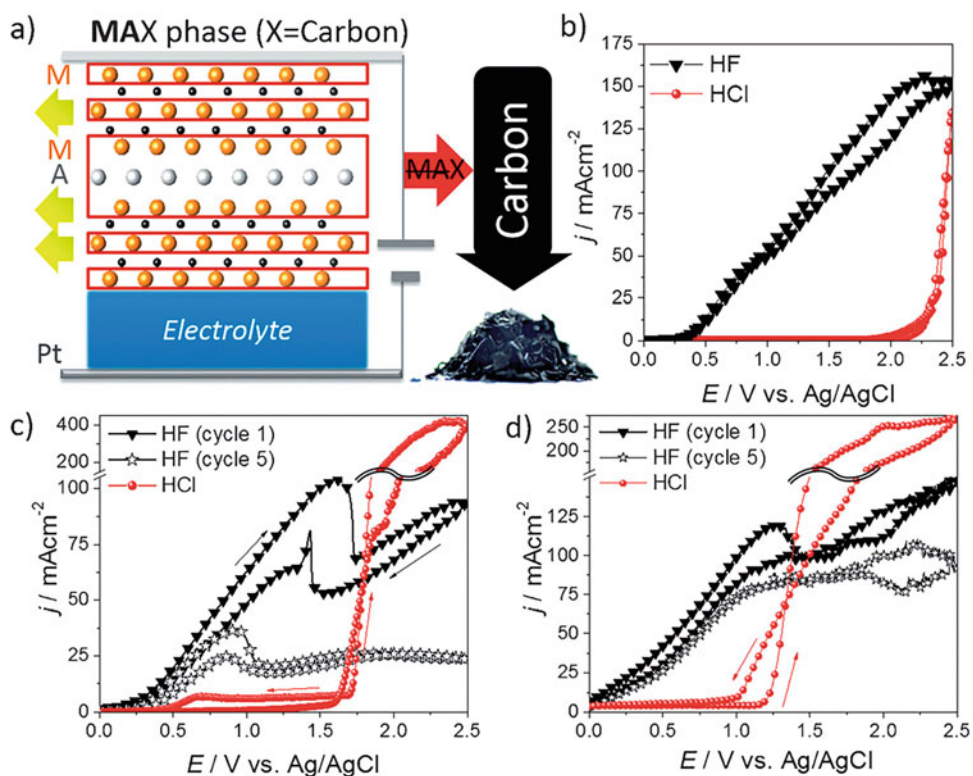 a)
MAX phase (X=Carbon)
M
M
A
Electrolyte
Pt
MAX
Carbon
b)
175
150
125
100
75
50
25
0
j / mAcm-2
HF
HCl
0.0 0.5 1.0 1.5 2.0 2.5
E / V vs. Ag/AgCl
c)
400
200
100
75
50
25
0
j / mAcm-2
HF (cycle 1)
HF (cycle 5)
HCl
0.0 0.5 1.0 1.5 2.0 2.5
E / V vs. Ag/AgCl
d)
250
200
125
100
75
50
25
0
j / mAcm-2
HF (cycle 1)
HF (cycle 5)
HCl
0.0 0.5 1.0 1.5 2.0 2.5
E / V vs. Ag/AgCl